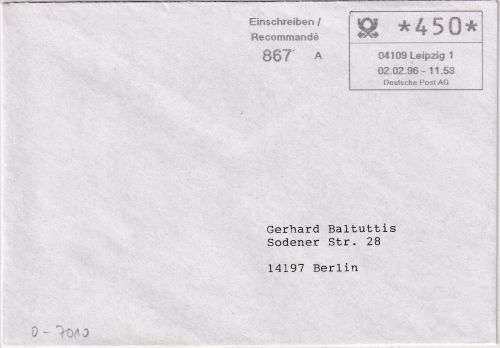 Einschreiben /
Recommandé
867 A
*450*
04109 Leipzig 1
02.02.96 - 11.53
Deutsche Post AG
Gerhard Baltuttis
Sodener Str. 28
14197 Berlin
0-7010